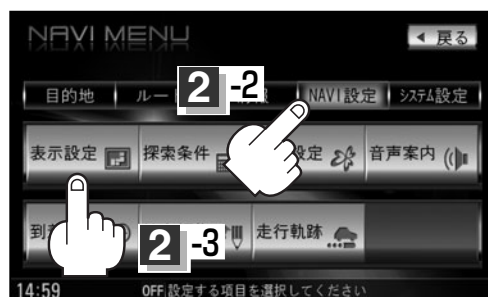 NAVI MENU
戻る
目的地 ルート 報 NAVI設定 システム設定
2-2
表示設定 探索条件 設定 音声案内
到 走行軌跡
2-3
14:59 OFF 設定する項目を選択してください